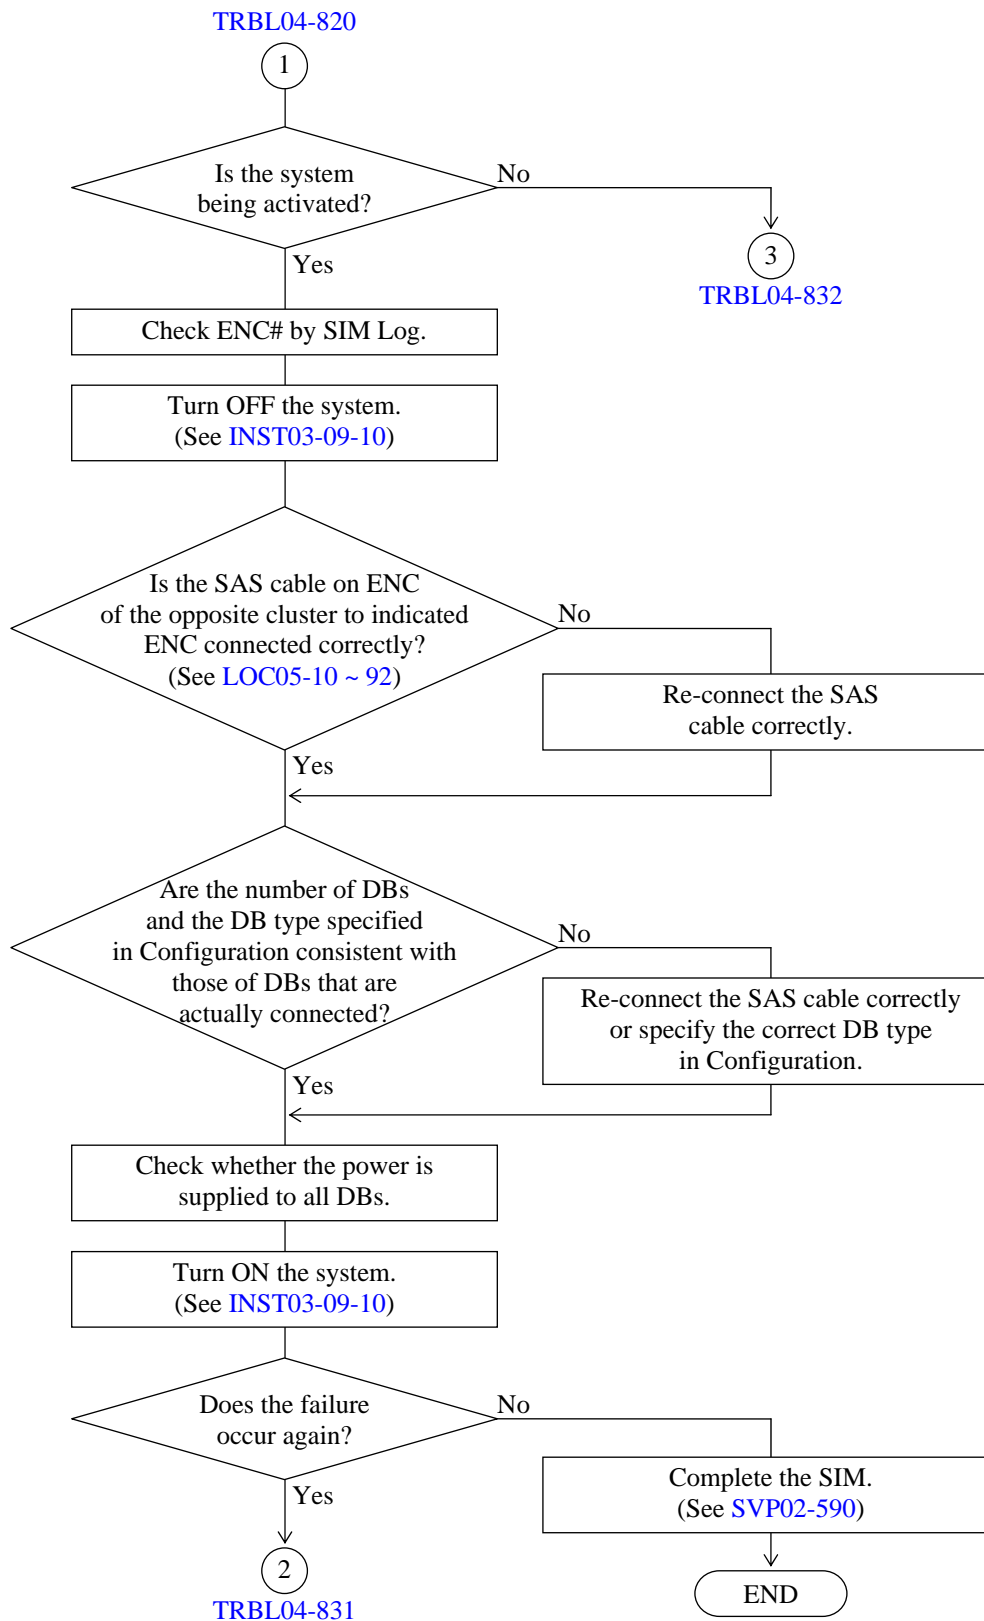 TRBL04-820
1
Is the system
being activated?
No
3
TRBL04-832
Yes
Check ENC# by SIM Log.
Turn OFF the system.
(See INST03-09-10)
Is the SAS cable on ENC
of the opposite cluster to indicated
ENC connected correctly?
(See LOC05-10 ~ 92)
No
Re-connect the SAS
cable correctly.
Yes
Are the number of DBs
and the DB type specified
in Configuration consistent with
those of DBs that are
actually connected?
No
Re-connect the SAS cable correctly
or specify the correct DB type
in Configuration.
Yes
Check whether the power is
supplied to all DBs.
Turn ON the system.
(See INST03-09-10)
Does the failure
occur again?
No
Complete the SIM.
(See SVP02-590)
END
Yes
2
TRBL04-831